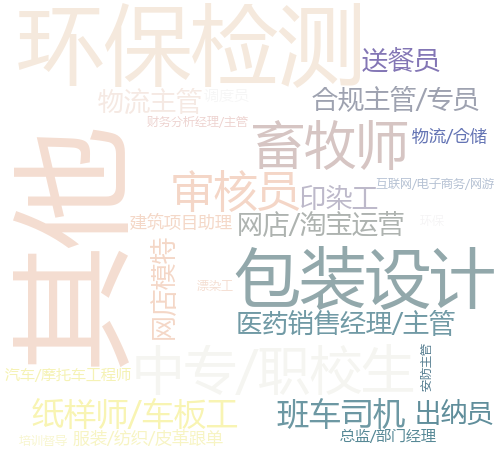 环保检测
送餐员
物流主管
调度员
合规主管/专员
财务分析经理/主管
畜牧师
物流/仓储
其他
审核员
印染工
互联网/电子商务/网游
建筑项目助理
网店/淘宝运营
环保
网店模特
包装设计
漂染工
医药销售经理/主管
中专/职校生
安防主管
汽车/摩托车工程师
纸样师/车板工
班车司机
出纳员
培训督导
服装/纺织/皮革跟单
总监/部门经理